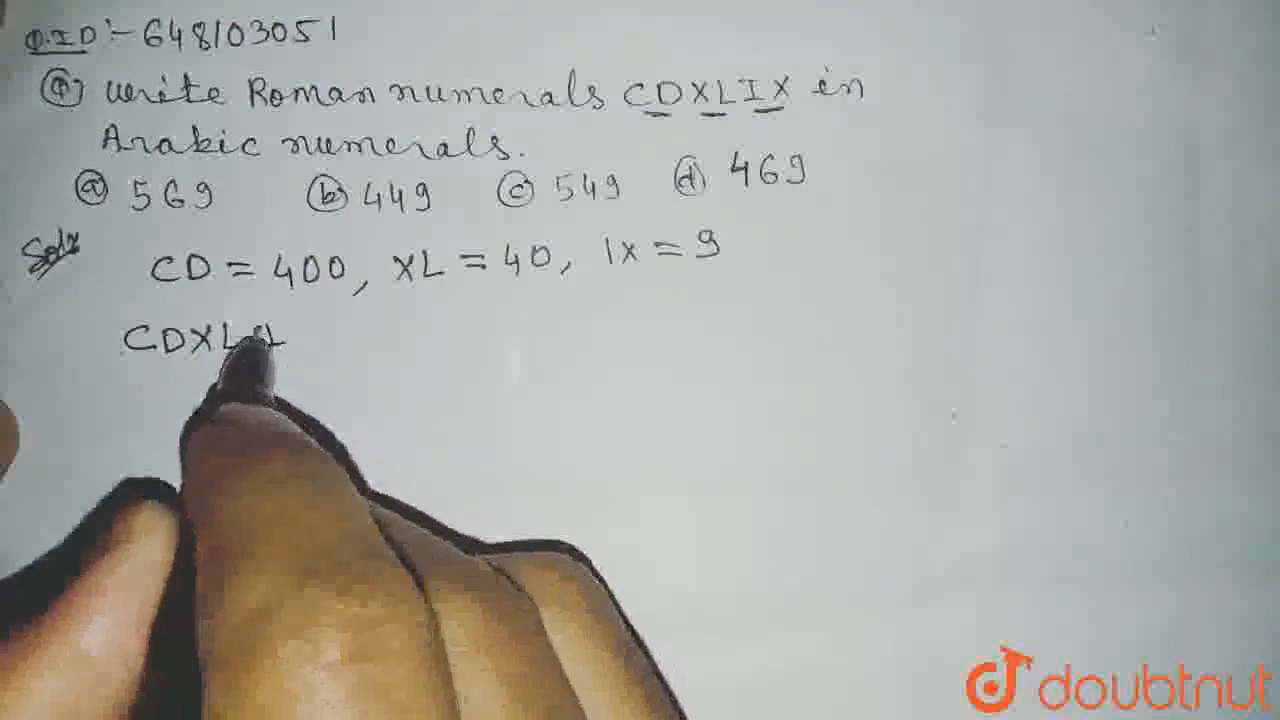 Q.ID:- 648103051
Q) write Roman numerals CDXLIX in
Arabic numerals.
a) 569 b) 449 c) 549 d) 469
Soln CD = 400, XL = 40, IX = 9
CDXL
doubtnut